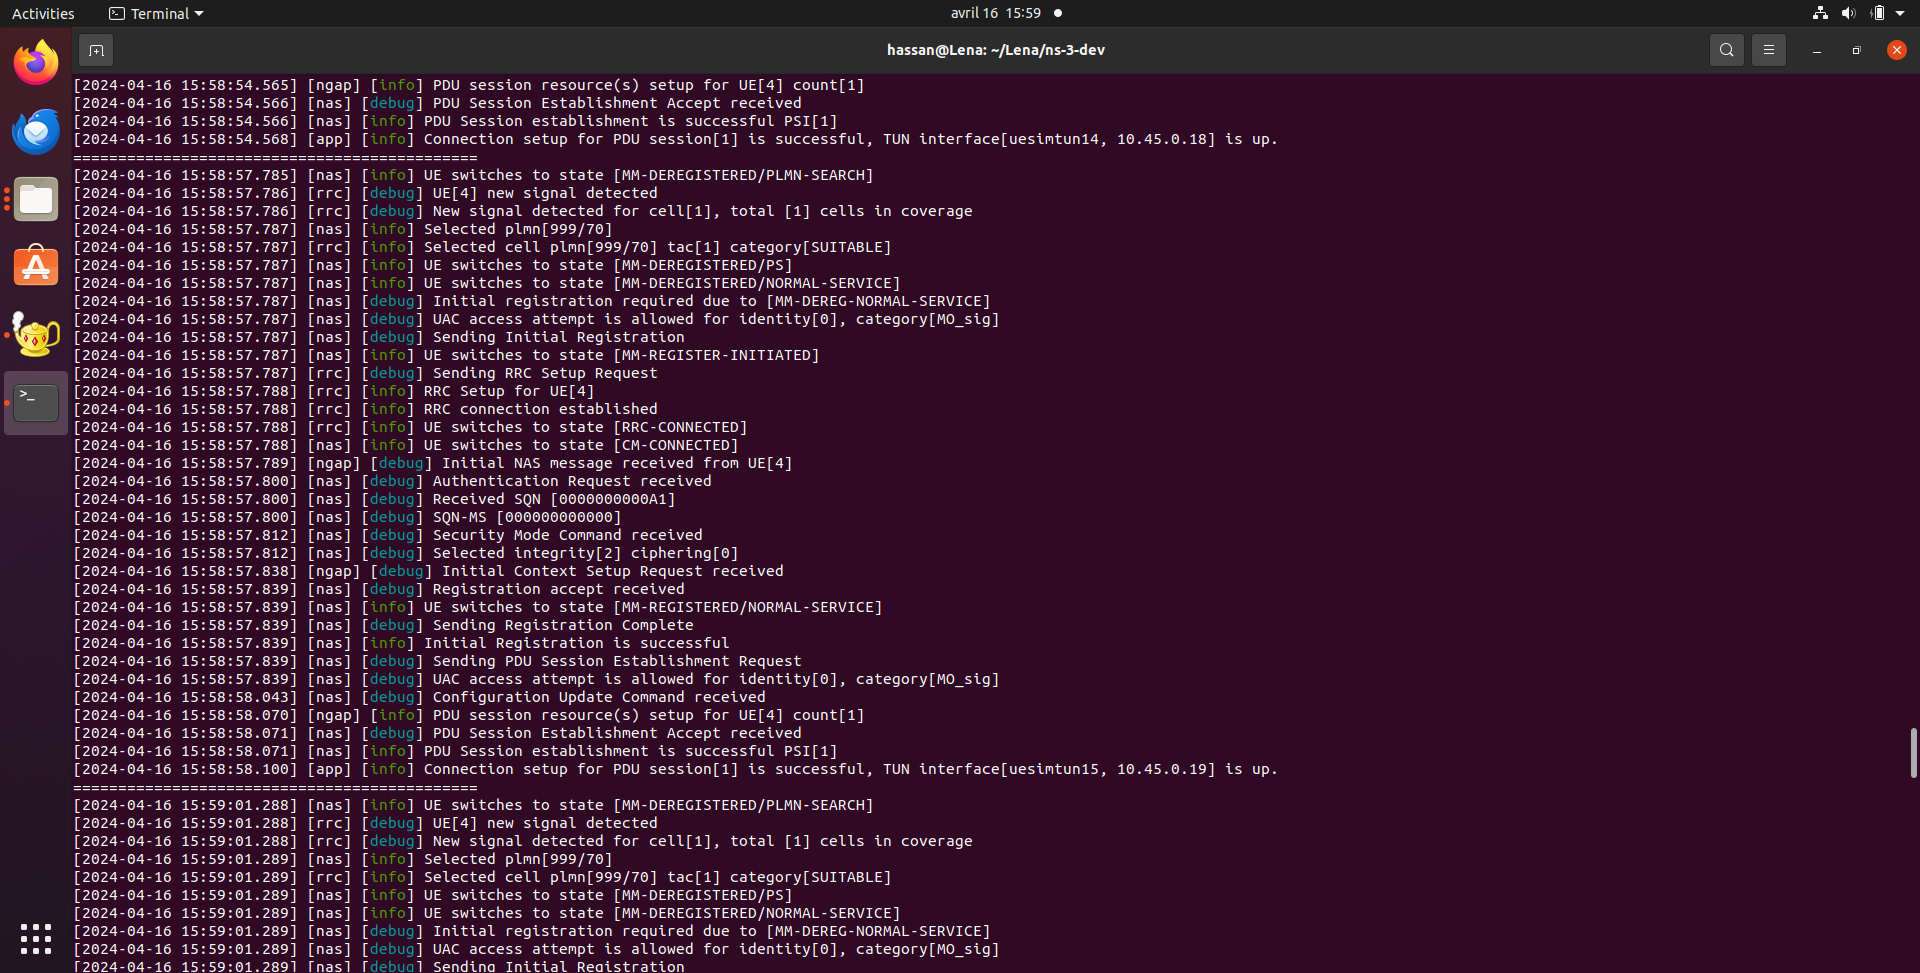 Activities
Terminal
avril 16 15:59
hassan@Lena: ~/Lena/ns-3-dev
[2024-04-16 15:58:54.565] [ngap] [info] PDU session resource(s) setup for UE[4] count[1]
[2024-04-16 15:58:54.566] [nas] [debug] PDU Session Establishment Accept received
[2024-04-16 15:58:54.566] [nas] [info] PDU Session establishment is successful PSI[1]
[2024-04-16 15:58:54.568] [app] [info] Connection setup for PDU session[1] is successful, TUN interface[uesimtun14, 10.45.0.18] is up.
=============================================
[2024-04-16 15:58:57.785] [nas] [info] UE switches to state [MM-DEREGISTERED/PLMN-SEARCH]
[2024-04-16 15:58:57.786] [rrc] [debug] UE[4] new signal detected
[2024-04-16 15:58:57.786] [rrc] [debug] New signal detected for cell[1], total [1] cells in coverage
[2024-04-16 15:58:57.787] [nas] [info] Selected plmn[999/70]
[2024-04-16 15:58:57.787] [rrc] [info] Selected cell plmn[999/70] tac[1] category[SUITABLE]
[2024-04-16 15:58:57.787] [nas] [info] UE switches to state [MM-DEREGISTERED/PS]
[2024-04-16 15:58:57.787] [nas] [info] UE switches to state [MM-DEREGISTERED/NORMAL-SERVICE]
[2024-04-16 15:58:57.787] [nas] [debug] Initial registration required due to [MM-DEREG-NORMAL-SERVICE]
[2024-04-16 15:58:57.787] [nas] [debug] UAC access attempt is allowed for identity[0], category[MO_sig]
[2024-04-16 15:58:57.787] [nas] [debug] Sending Initial Registration
[2024-04-16 15:58:57.787] [nas] [info] UE switches to state [MM-REGISTER-INITIATED]
[2024-04-16 15:58:57.787] [rrc] [debug] Sending RRC Setup Request
[2024-04-16 15:58:57.788] [rrc] [info] RRC Setup for UE[4]
[2024-04-16 15:58:57.788] [rrc] [info] RRC connection established
[2024-04-16 15:58:57.788] [rrc] [info] UE switches to state [RRC-CONNECTED]
[2024-04-16 15:58:57.788] [nas] [info] UE switches to state [CM-CONNECTED]
[2024-04-16 15:58:57.789] [ngap] [debug] Initial NAS message received from UE[4]
[2024-04-16 15:58:57.800] [nas] [debug] Authentication Request received
[2024-04-16 15:58:57.800] [nas] [debug] Received SQN [0000000000A1]
[2024-04-16 15:58:57.800] [nas] [debug] SQN-MS [000000000000]
[2024-04-16 15:58:57.812] [nas] [debug] Security Mode Command received
[2024-04-16 15:58:57.812] [nas] [debug] Selected integrity[2] ciphering[0]
[2024-04-16 15:58:57.838] [ngap] [debug] Initial Context Setup Request received
[2024-04-16 15:58:57.839] [nas] [debug] Registration accept received
[2024-04-16 15:58:57.839] [nas] [info] UE switches to state [MM-REGISTERED/NORMAL-SERVICE]
[2024-04-16 15:58:57.839] [nas] [debug] Sending Registration Complete
[2024-04-16 15:58:57.839] [nas] [info] Initial Registration is successful
[2024-04-16 15:58:57.839] [nas] [debug] Sending PDU Session Establishment Request
[2024-04-16 15:58:57.839] [nas] [debug] UAC access attempt is allowed for identity[0], category[MO_sig]
[2024-04-16 15:58:58.043] [nas] [debug] Configuration Update Command received
[2024-04-16 15:58:58.070] [ngap] [info] PDU session resource(s) setup for UE[4] count[1]
[2024-04-16 15:58:58.071] [nas] [debug] PDU Session Establishment Accept received
[2024-04-16 15:58:58.071] [nas] [info] PDU Session establishment is successful PSI[1]
[2024-04-16 15:58:58.100] [app] [info] Connection setup for PDU session[1] is successful, TUN interface[uesimtun15, 10.45.0.19] is up.
=============================================
[2024-04-16 15:59:01.288] [nas] [info] UE switches to state [MM-DEREGISTERED/PLMN-SEARCH]
[2024-04-16 15:59:01.288] [rrc] [debug] UE[4] new signal detected
[2024-04-16 15:59:01.288] [rrc] [debug] New signal detected for cell[1], total [1] cells in coverage
[2024-04-16 15:59:01.289] [nas] [info] Selected plmn[999/70]
[2024-04-16 15:59:01.289] [rrc] [info] Selected cell plmn[999/70] tac[1] category[SUITABLE]
[2024-04-16 15:59:01.289] [nas] [info] UE switches to state [MM-DEREGISTERED/PS]
[2024-04-16 15:59:01.289] [nas] [info] UE switches to state [MM-DEREGISTERED/NORMAL-SERVICE]
[2024-04-16 15:59:01.289] [nas] [debug] Initial registration required due to [MM-DEREG-NORMAL-SERVICE]
[2024-04-16 15:59:01.289] [nas] [debug] UAC access attempt is allowed for identity[0], category[MO_sig]
[2024-04-16 15:59:01.289] [nas] [debug] Sending Initial Registration